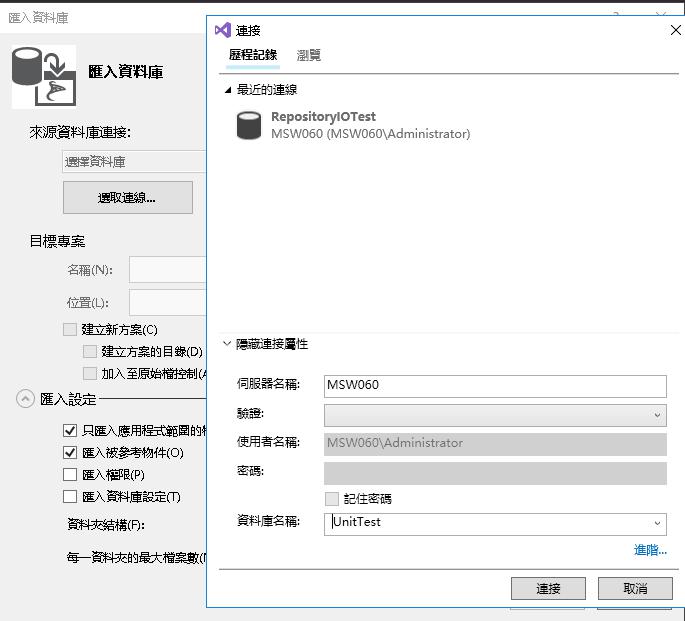 匯入資料庫
匯入資料庫
來源資料庫連接:
選擇資料庫
選取連線...
目標專案
名稱(N):
位置(L):
建立新方案(C)
建立方案的目錄(D)
加入至原始檔控制(A
匯入設定
只匯入應用程式範圍的物
匯入被參考物件(O)
匯入權限(P)
匯入資料庫設定(T)
資料夾結構(F):
每一資料夾的最大檔案數(M
連接
歷程記錄
瀏覽
最近的連線
RepositoryIOTest
MSW060 (MSW060\Administrator)
隱藏連接屬性
伺服器名稱:
MSW060
驗證:
使用者名稱:
MSW060\Administrator
密碼:
記住密碼
資料庫名稱:
UnitTest
進階...
連接
取消